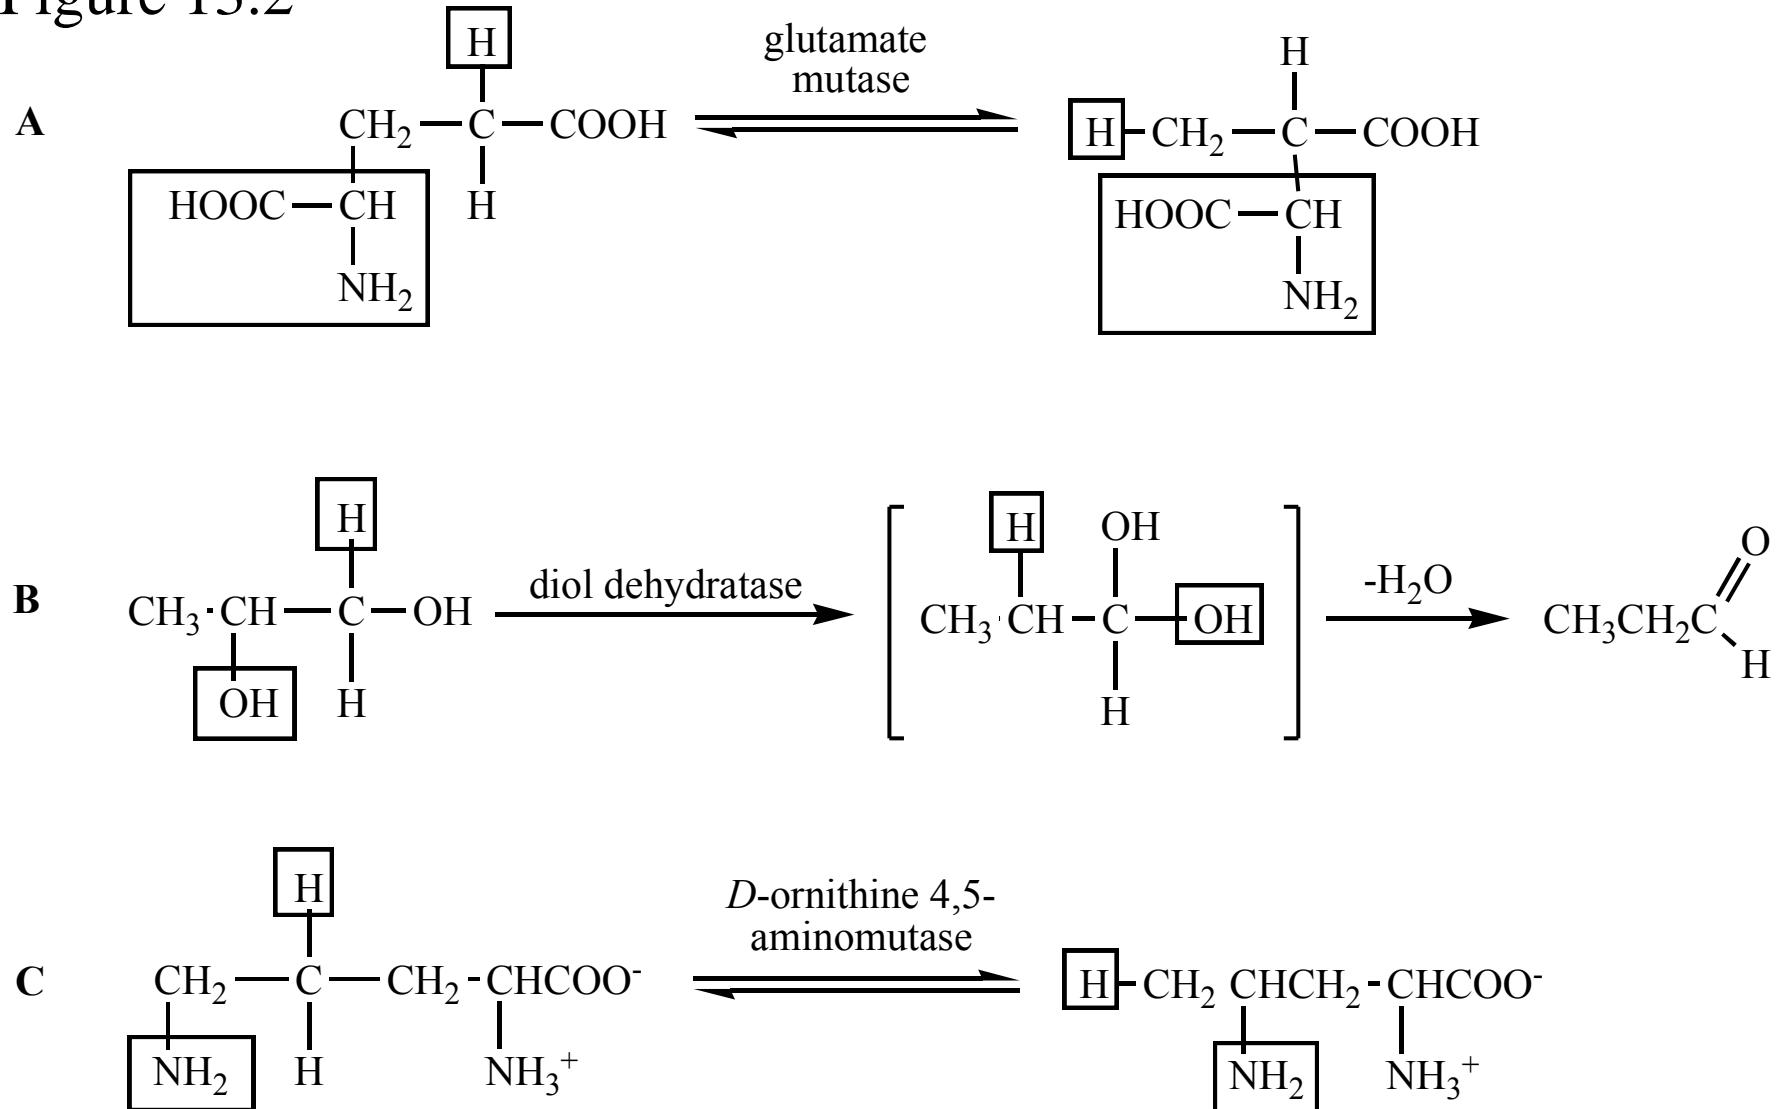 Figure 13.2
A
H
CH2 C COOH
HOOC CH H
NH2
glutamate
mutase
H
H CH2 C COOH
HOOC CH
NH2
B
H
CH3 CH C OH
OH H
diol dehydratase
H OH
CH3 CH C OH
H
-H2O
O
CH3CH2C
H
C
H
CH2 C CH2 CHCOO-
NH2 H NH3+
D-ornithine 4,5-
aminomutase
H CH2 CHCH2 CHCOO-
NH2 NH3+